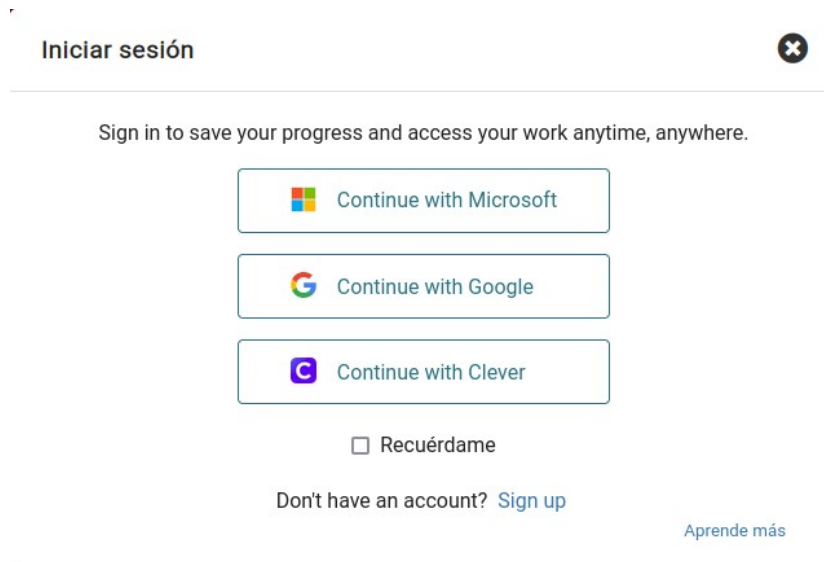 Iniciar sesión
Sign in to save your progress and access your work anytime, anywhere.
Continue with Microsoft
Continue with Google
Continue with Clever
Recuérdame
Don't have an account? Sign up
Aprende más